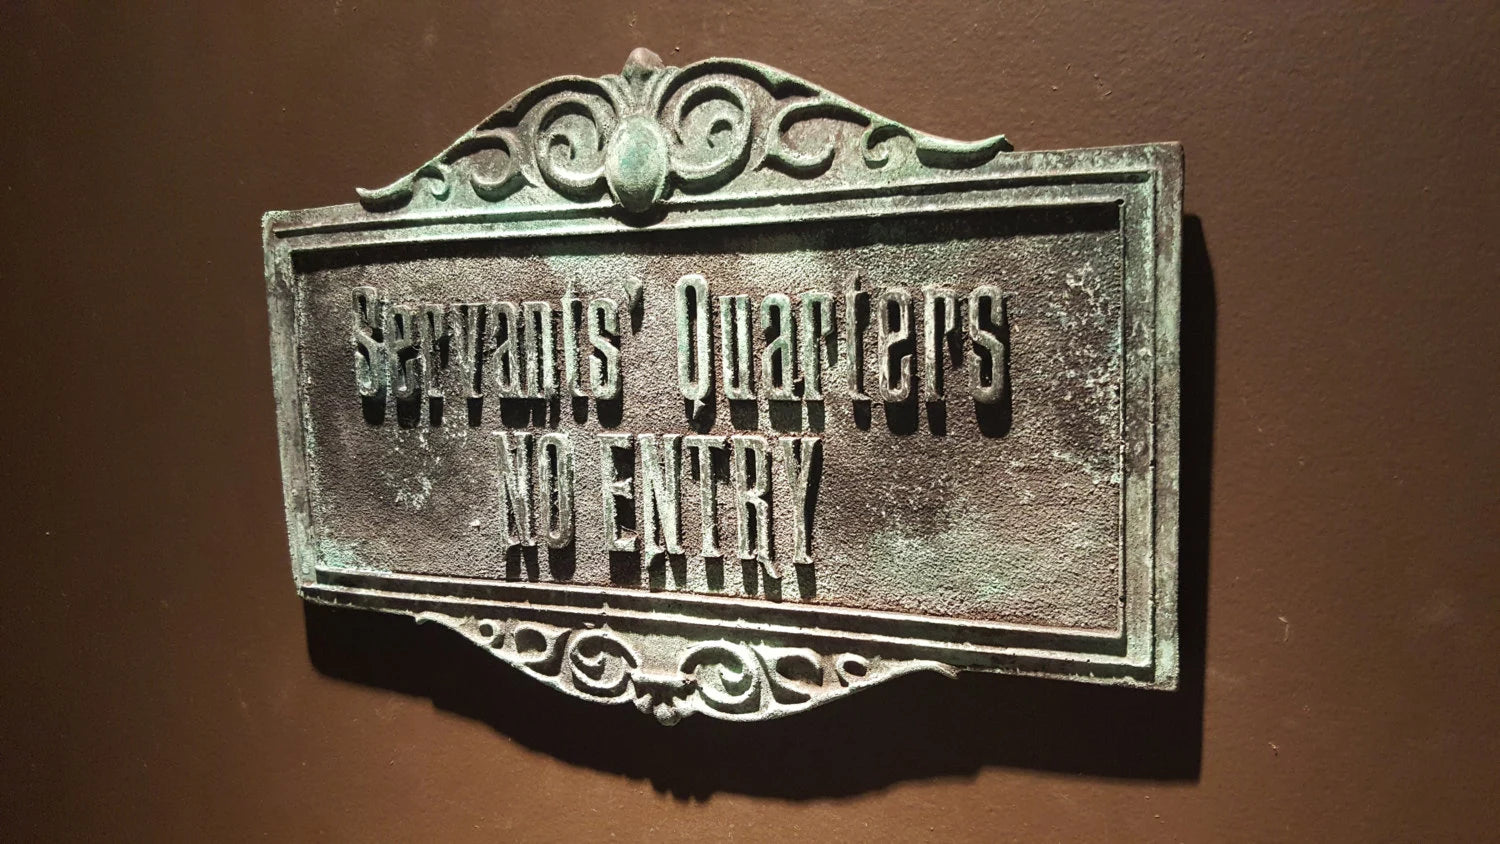 Servants' Quarters
NO ENTRY